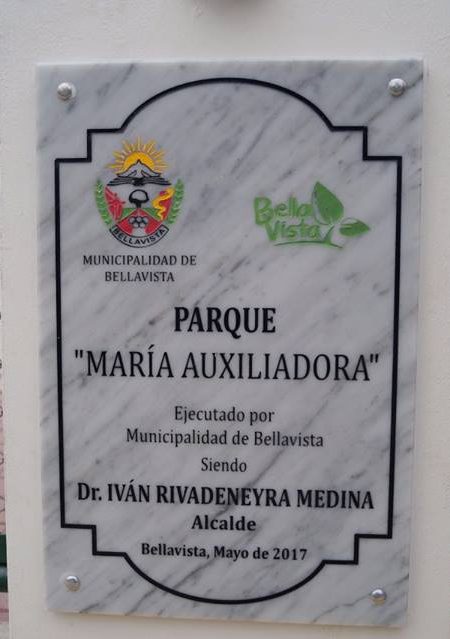 BELLAVISTA
MUNICIPALIDAD DE
BELLAVISTA
Bella
Vista
PARQUE
"MARÍA AUXILIADORA"
Ejecutado por
Municipalidad de Bellavista
Siendo
Dr. IVÁN RIVADENEYRA MEDINA
Alcalde
Bellavista, Mayo de 2017